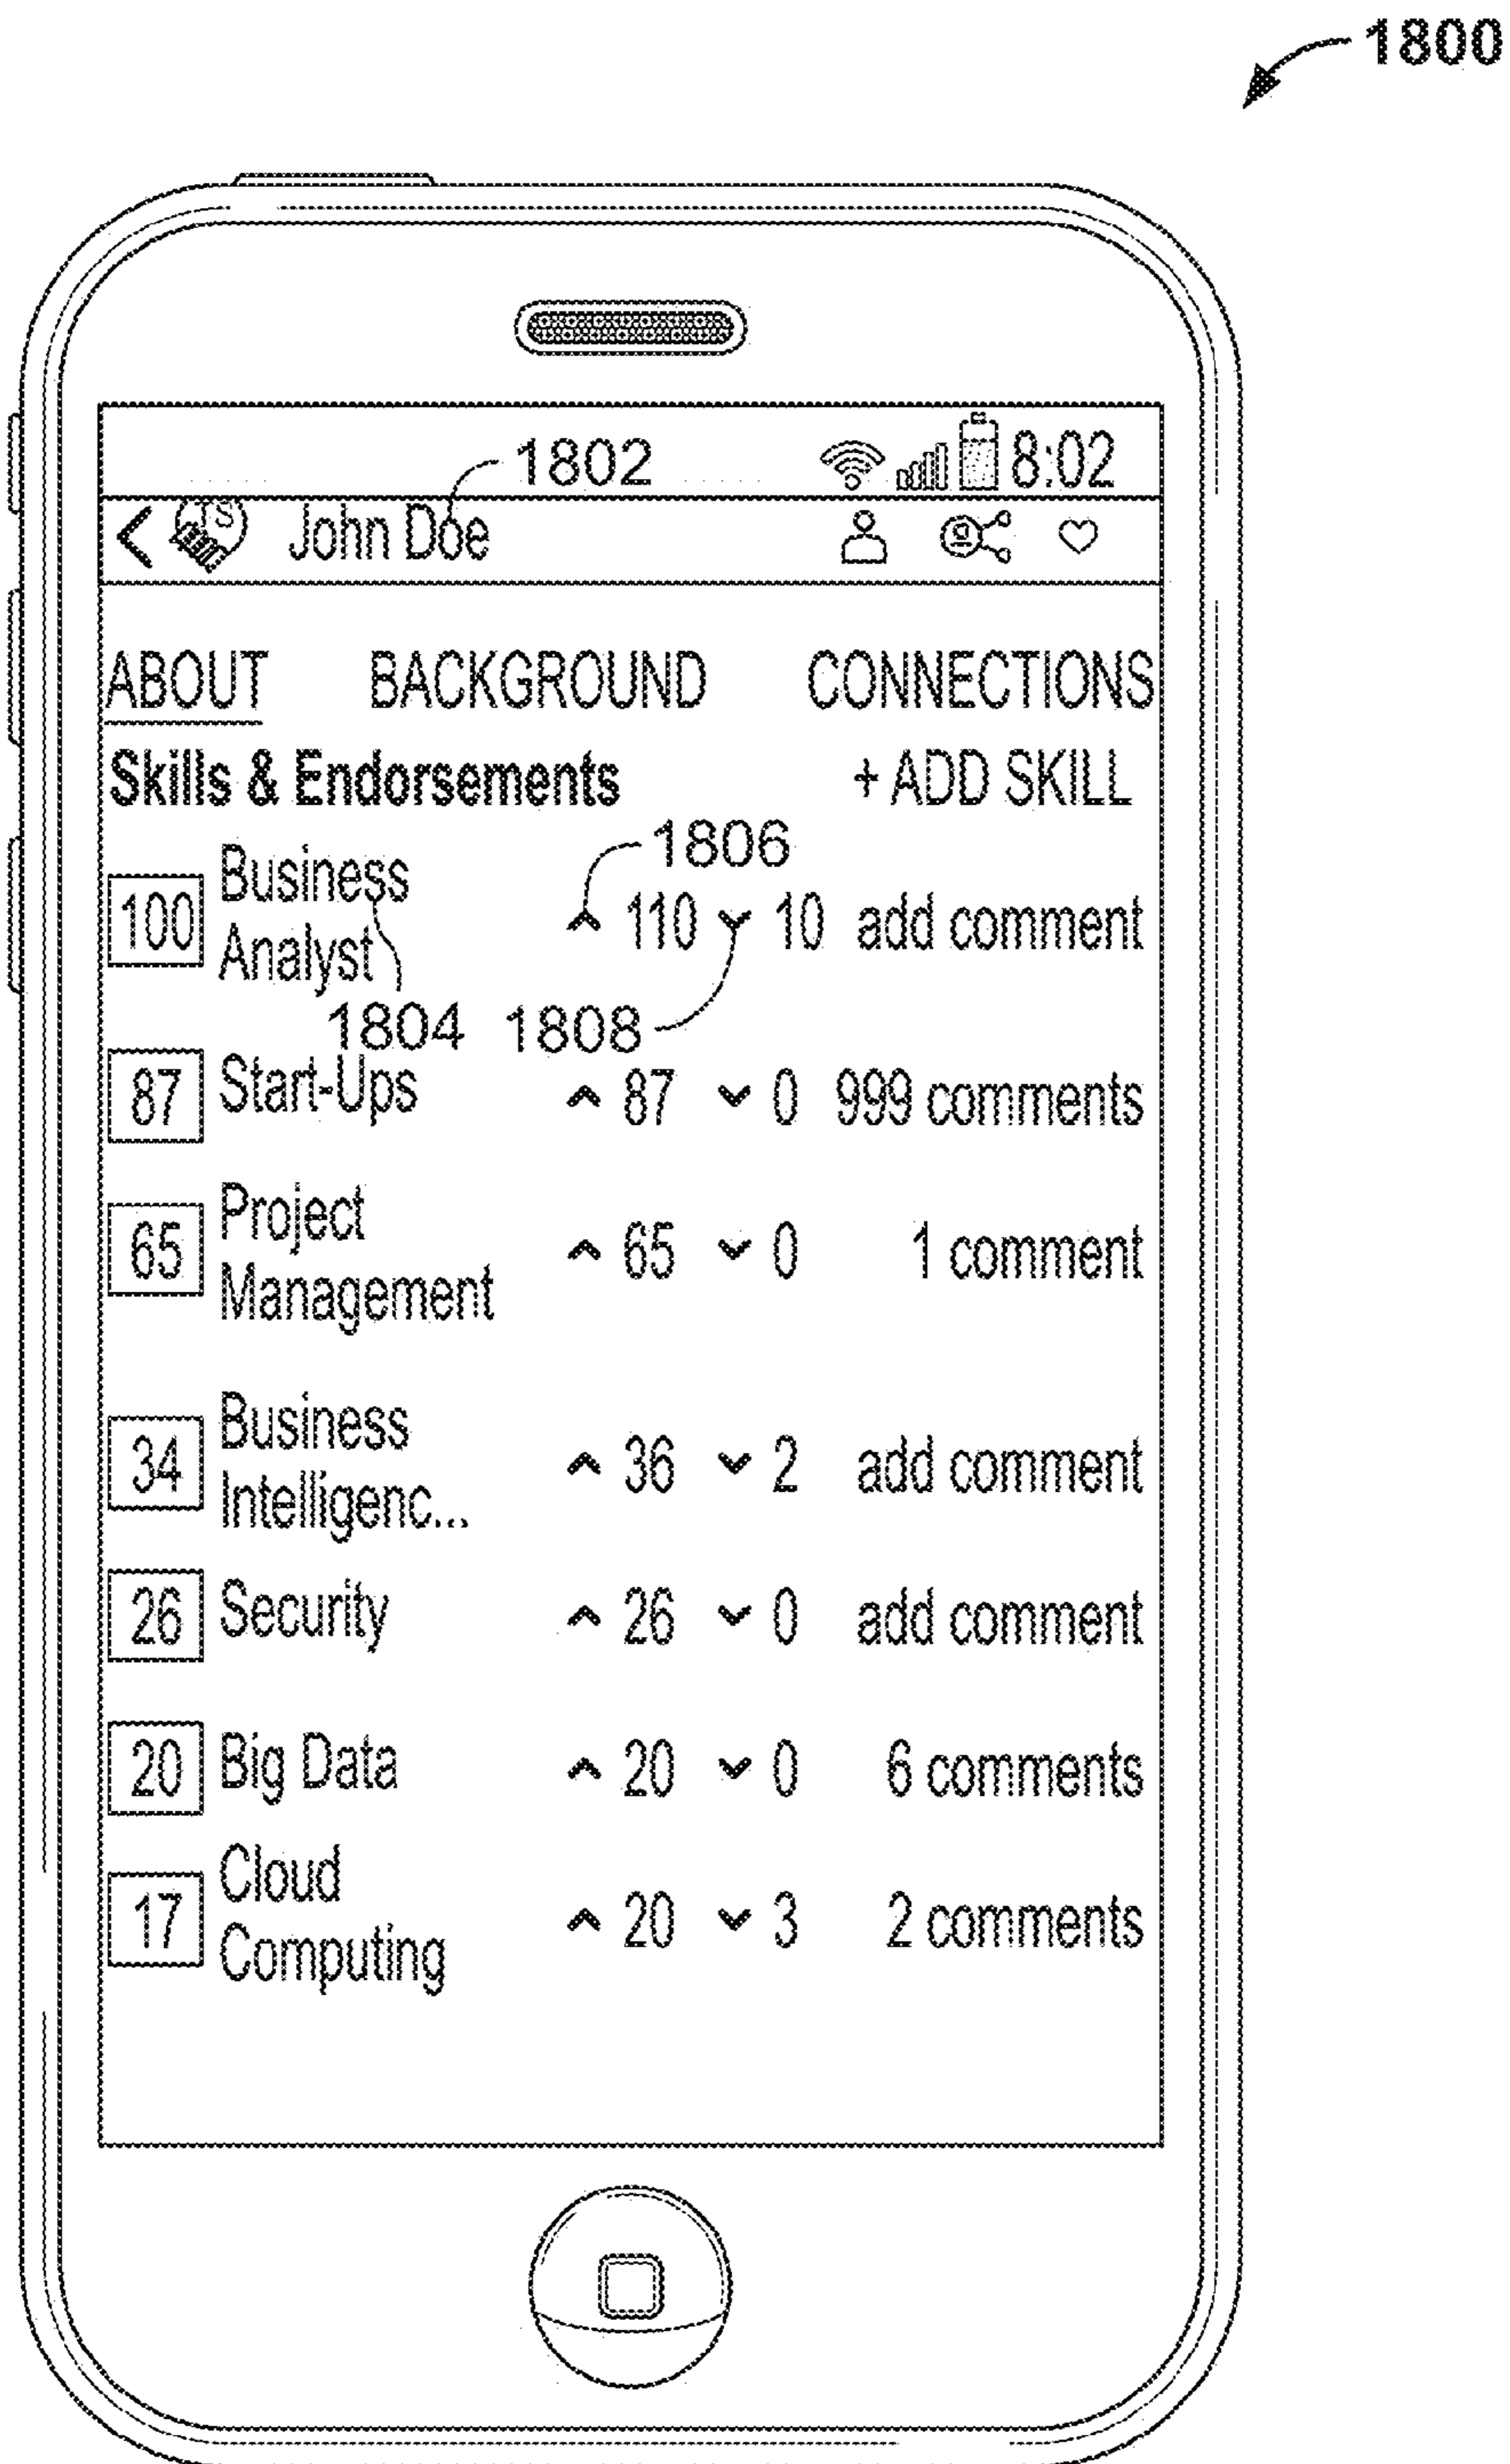 1800
1802
8:02
TS
John Doe
ABOUT BACKGROUND CONNECTIONS
Skills & Endorsements + ADD SKILL
1806
100 Business Analyst 110 10 add comment
1804 1808
87 Start-Ups 87 0 999 comments
65 Project Management 65 0 1 comment
34 Business Intelligenc... 36 2 add comment
26 Security 26 0 add comment
20 Big Data 20 0 6 comments
17 Cloud Computing 20 3 2 comments